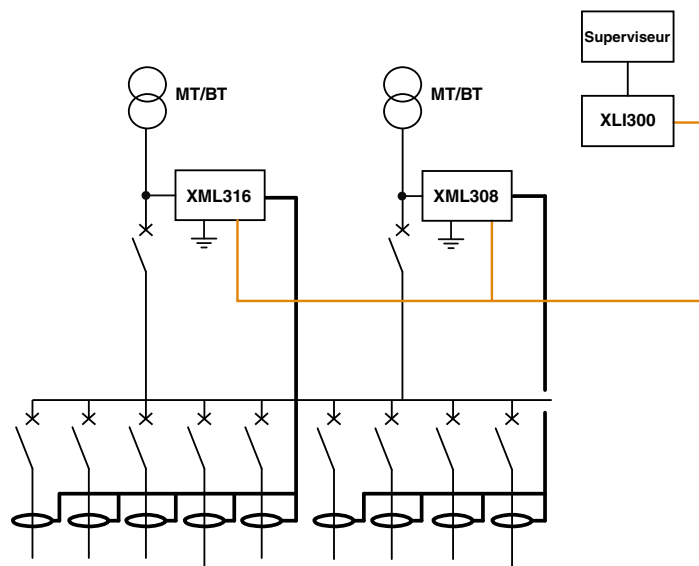 Superviseur
MT/BT
MT/BT
XLI300
XML316
XML308